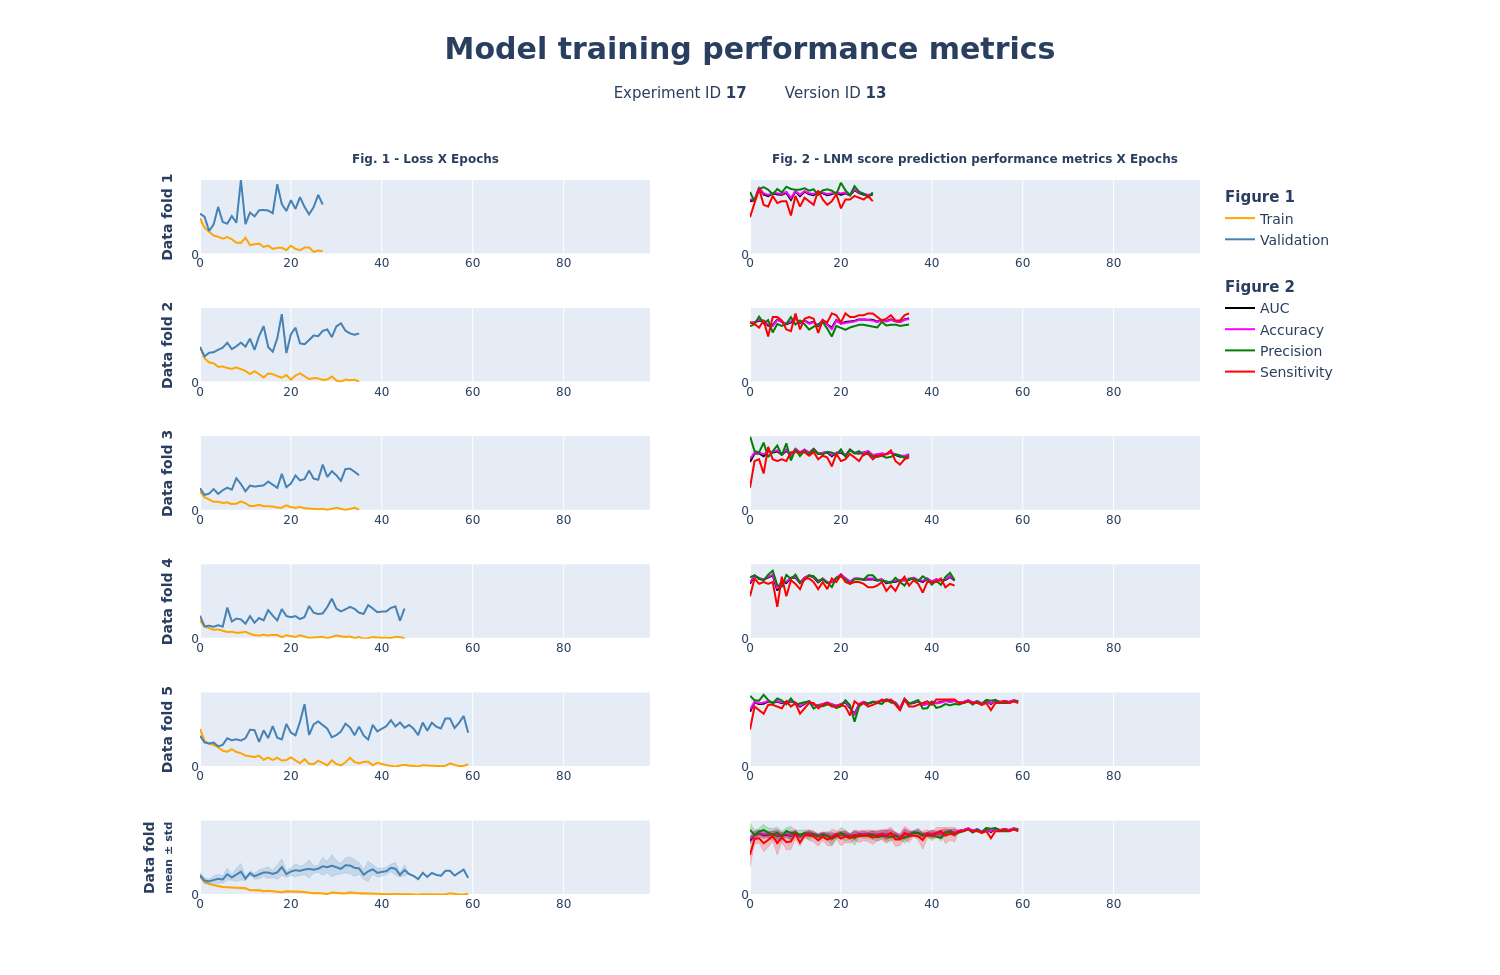 Model training performance metrics
Experiment ID 17 Version ID 13
Fig. 1 - Loss X Epochs
Fig. 2 - LNM score prediction performance metrics X Epochs
Data fold 1
0
0 20 40 60 80
0
0 20 40 60 80
Data fold 2
0
0 20 40 60 80
0
0 20 40 60 80
Data fold 3
0
0 20 40 60 80
0
0 20 40 60 80
Data fold 4
0
0 20 40 60 80
0
0 20 40 60 80
Data fold 5
0
0 20 40 60 80
0
0 20 40 60 80
Data fold
mean ± std
0
0 20 40 60 80
0
0 20 40 60 80
Figure 1
Train
Validation
Figure 2
AUC
Accuracy
Precision
Sensitivity